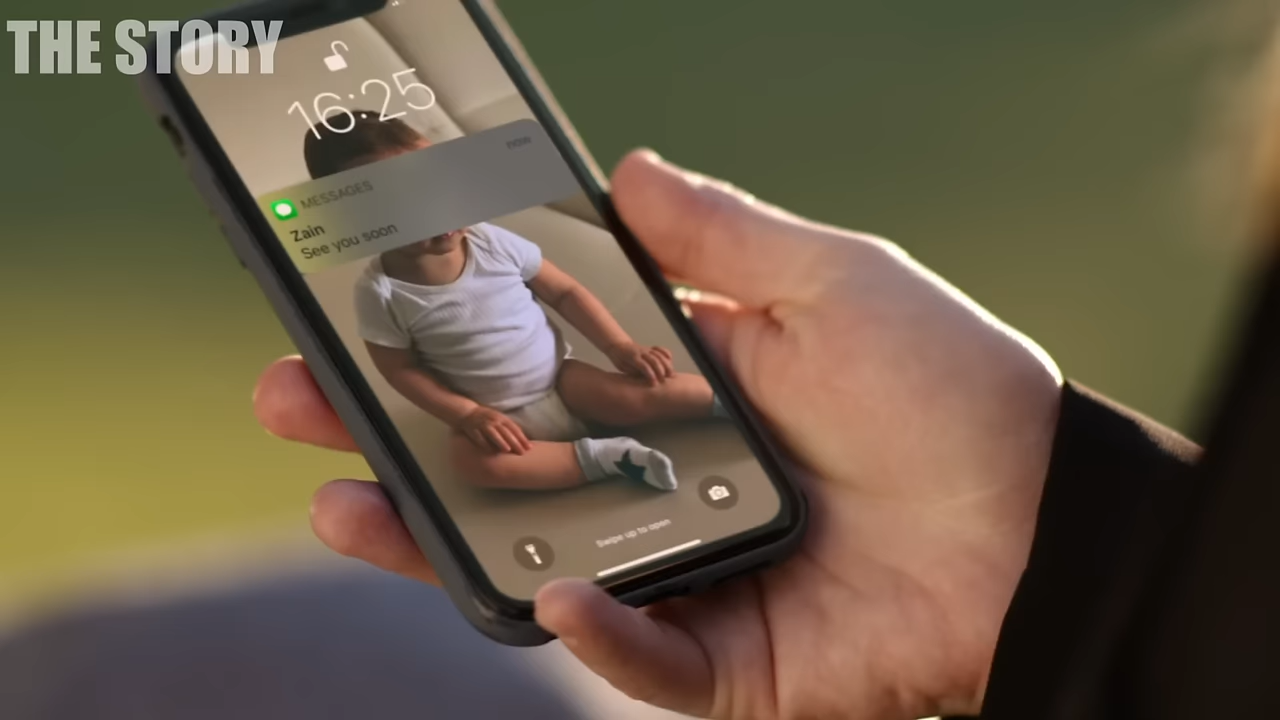 THE STORY
16:25
now
MESSAGES
Zain
See you soon
Swipe up to open